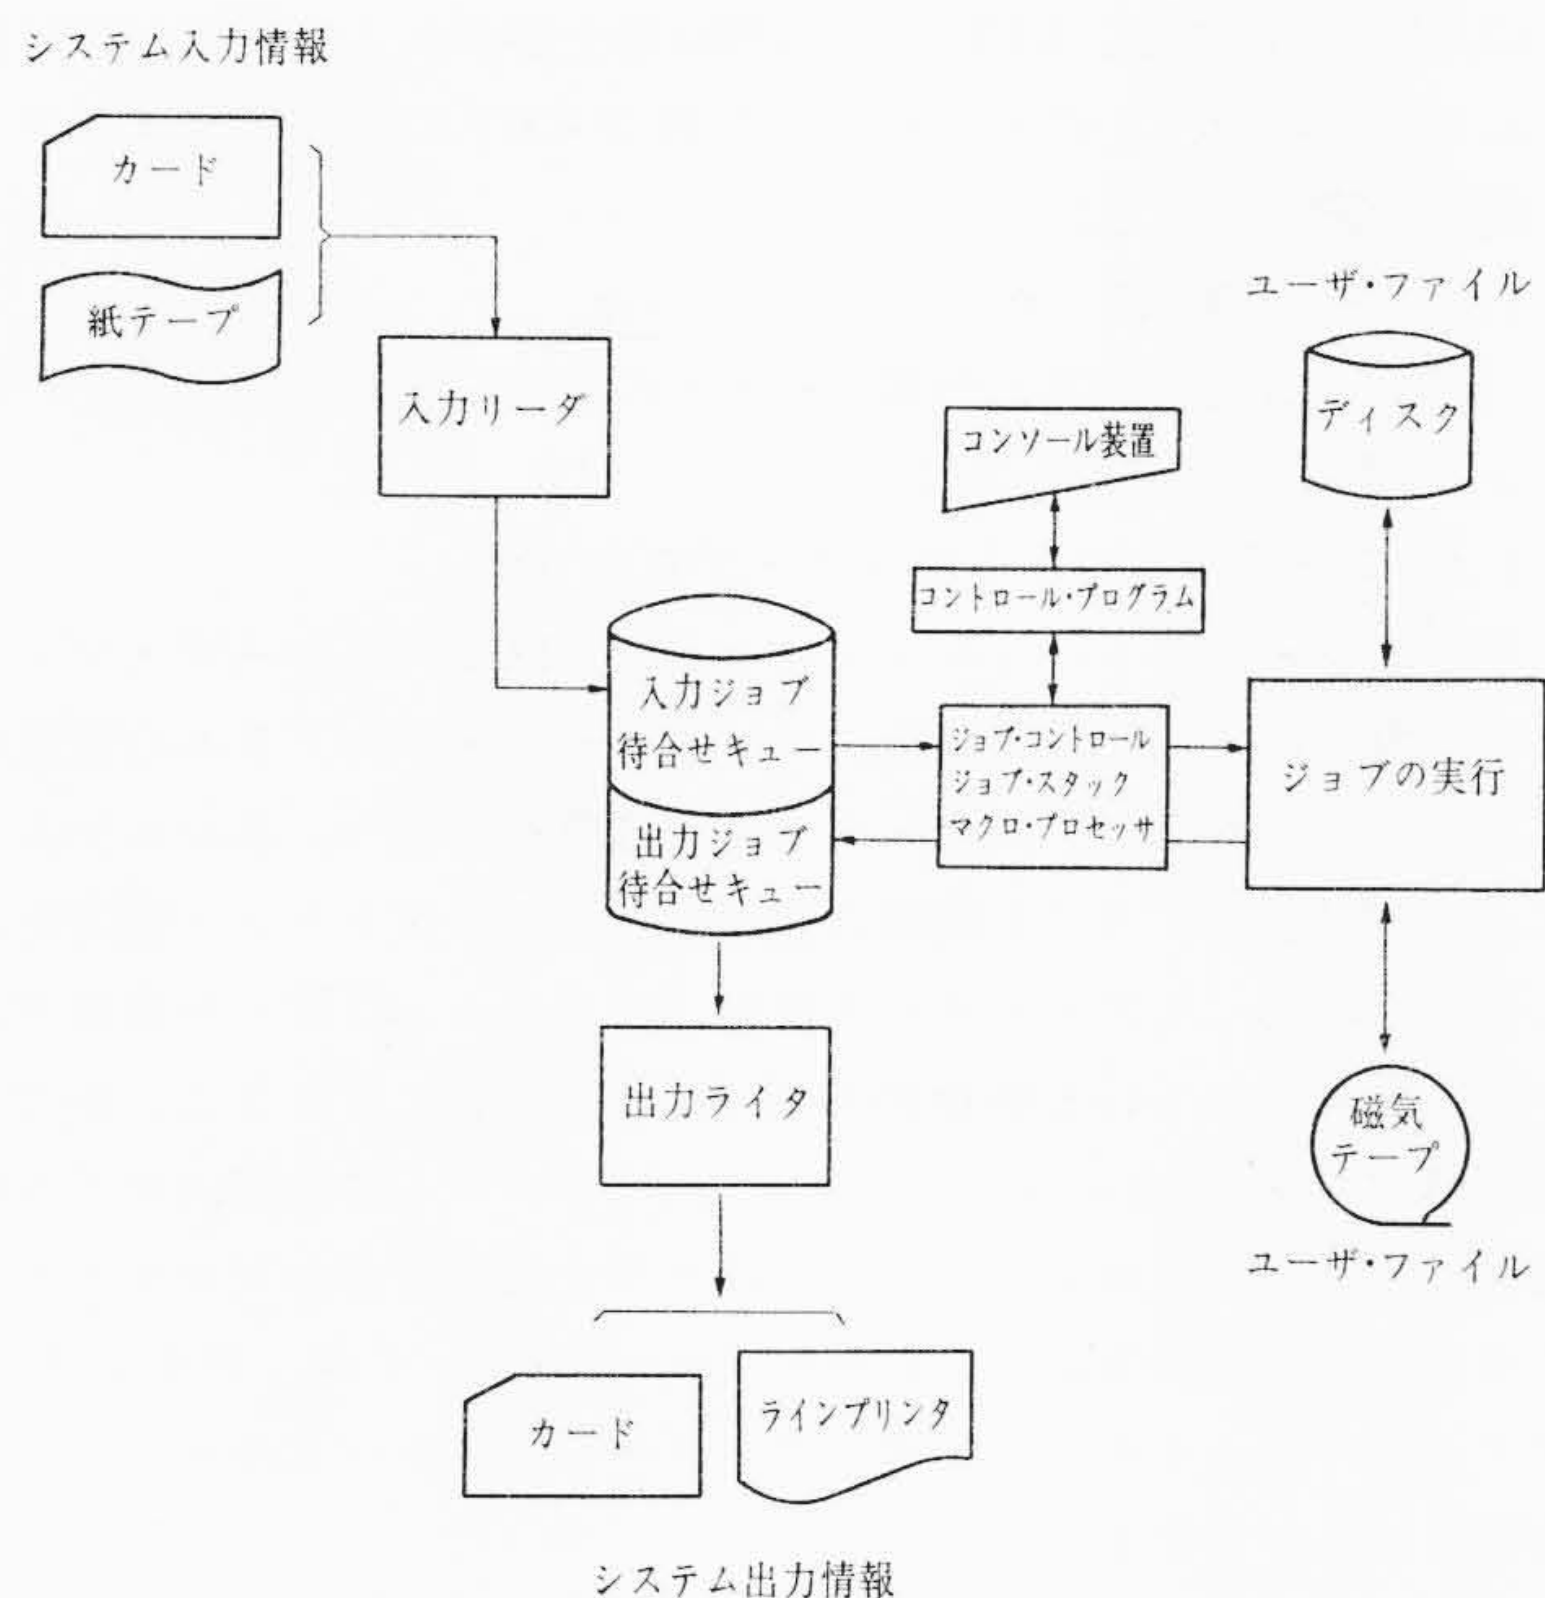 システム入力情報
カード
紙テープ
入力リーダ
ユーザ・ファイル
ディスク
コンソール装置
コントロール・プログラム
入力ジョブ
待合せキュー
出力ジョブ
待合せキュー
ジョブ・コントロール
ジョブ・スタック
マクロ・プロセッサ
ジョブの実行
出力ライタ
磁気
テープ
ユーザ・ファイル
カード
ラインプリンタ
システム出力情報